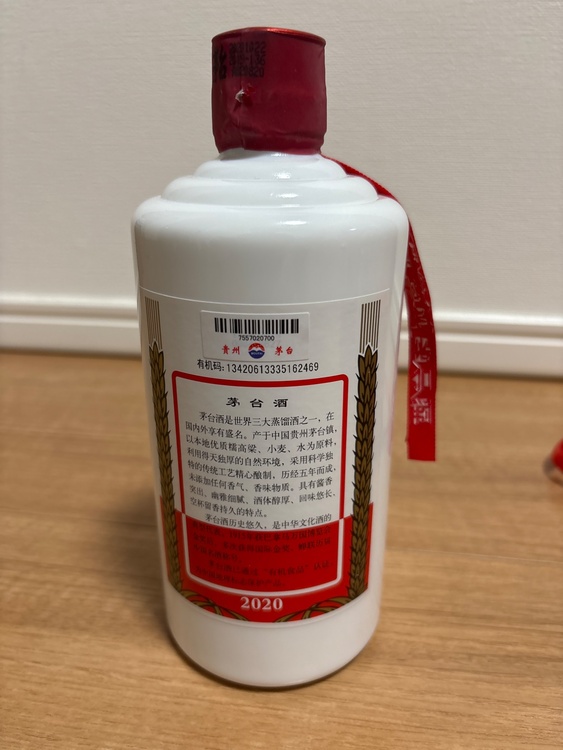 7557020700
贵州 茅台
有机码:13420613335162469
茅台酒
茅台酒是世界三大蒸馏酒之一，在
国内外享有盛名。产于中国贵州茅台镇，
以本地优质糯高粱、小麦、水为原料，
利用得天独厚的自然环境，采用科学独
特的传统工艺精心酿制，历经五年而成，
未添加任何香气、香味物质。具有酱香
突出、幽雅细腻、酒体醇厚、回味悠长、
空杯留香持久的特点。
茅台酒历史悠久，是中华文化酒的
2020